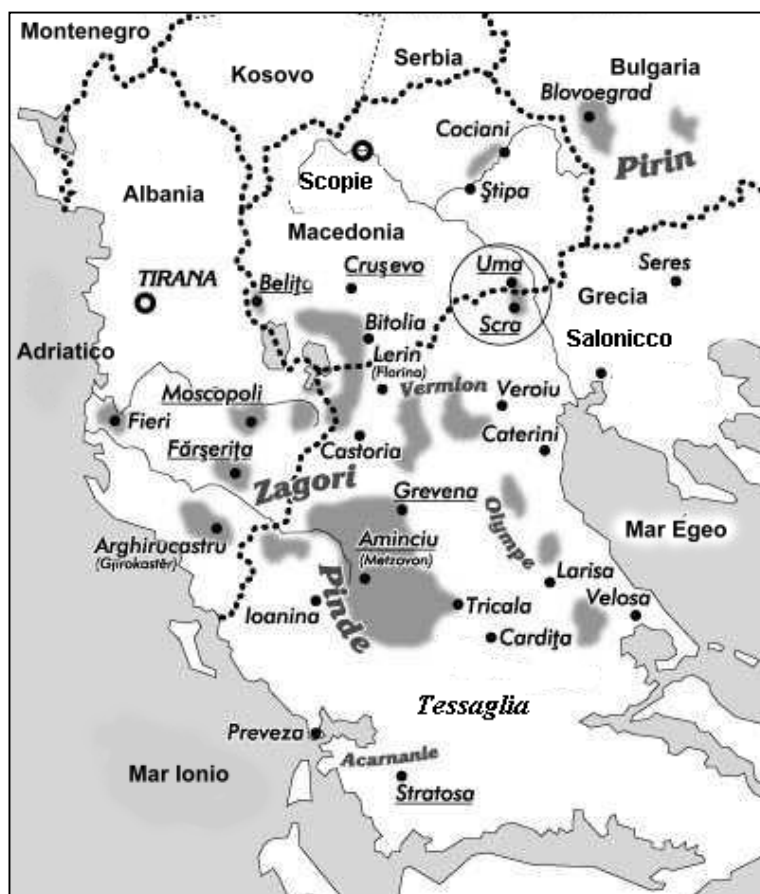 Montenegro
Serbia
Kosovo
Bulgaria
Blovoegrad
Cociani
Pirin
Scopie
Ştipa
Albania
Macedonia
TIRANA
Beliţa
Cruşevo
Uma
Seres
Grecia
Scra
Bitolia
Salonicco
Adriatico
Lerin
(Florina)
Moscopoli
Vermion
Veroiu
Fieri
Castoria
Caterini
Fărşeriţa
Zagori
Grevena
Olympe
Mar Egeo
Arghirucastru
(Gjirokastër)
Aminciu
(Metzovon)
Larisa
Pinde
Ioanina
Tricala
Velosa
Cardiţa
Tessaglia
Preveza
Acarnanie
Mar Ionio
Stratosa